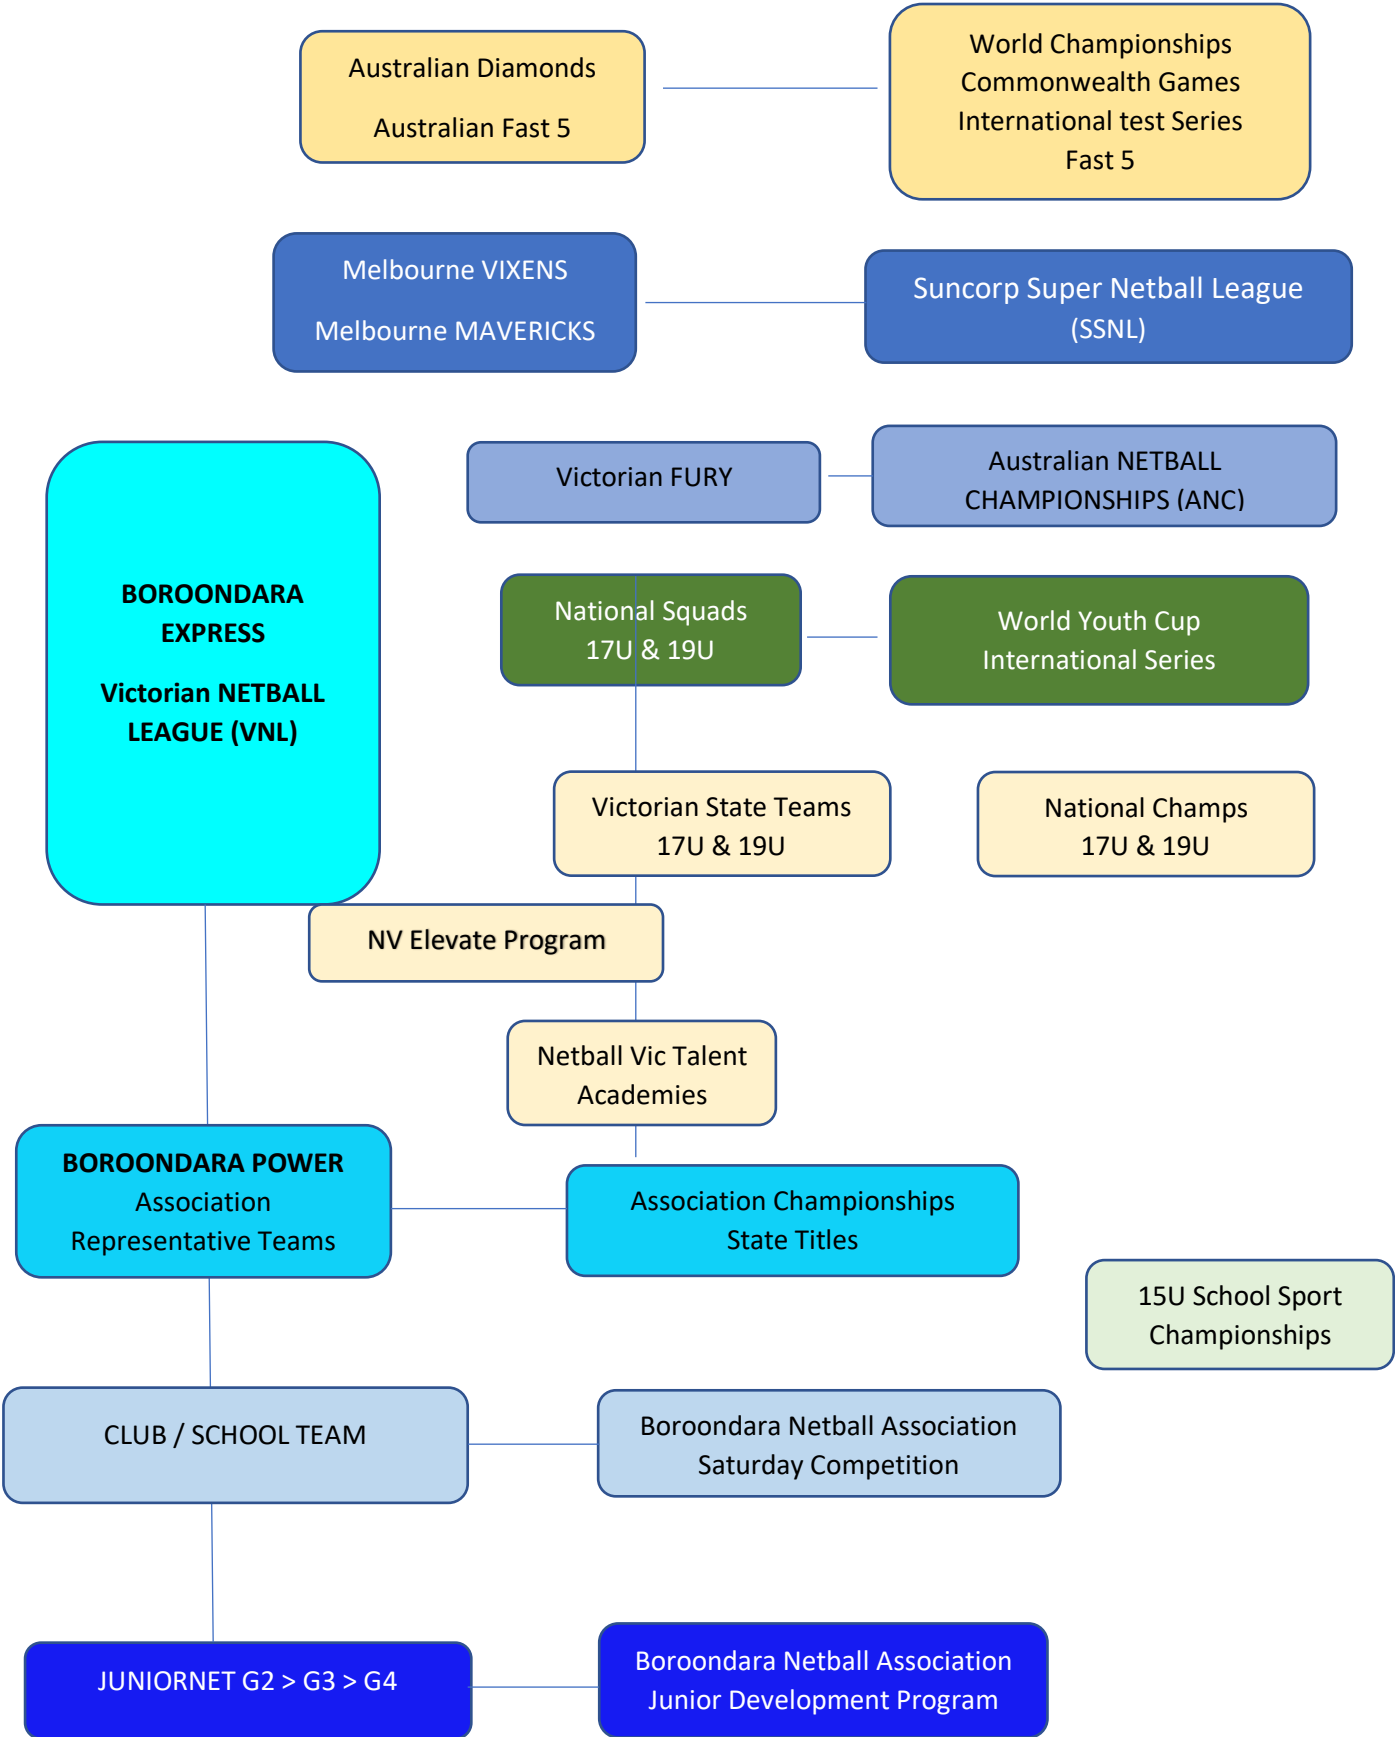 Australian Diamonds
Australian Fast 5
World Championships
Commonwealth Games
International test Series
Fast 5
Melbourne VIXENS
Melbourne MAVERICKS
Suncorp Super Netball League
(SSNL)
BOROONDARA
EXPRESS
Victorian NETBALL
LEAGUE (VNL)
Victorian FURY
Australian NETBALL
CHAMPIONSHIPS (ANC)
National Squads
17U & 19U
World Youth Cup
International Series
Victorian State Teams
17U & 19U
National Champs
17U & 19U
NV Elevate Program
Netball Vic Talent
Academies
BOROONDARA POWER
Association
Representative Teams
Association Championships
State Titles
15U School Sport
Championships
CLUB / SCHOOL TEAM
Boroondara Netball Association
Saturday Competition
JUNIORNET G2 > G3 > G4
Boroondara Netball Association
Junior Development Program